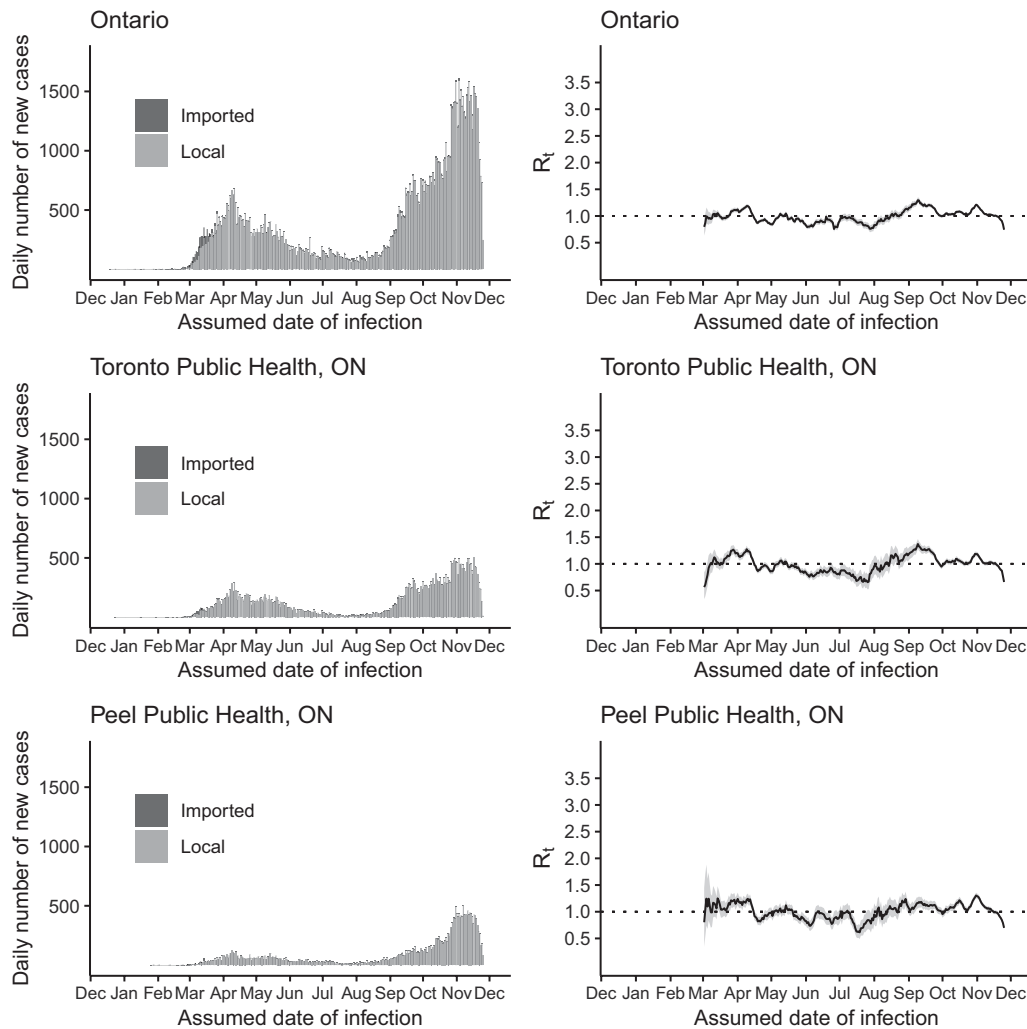 Ontario
Daily number of new cases
1500
1000
500
Imported
Local
Dec Jan Feb Mar Apr May Jun Jul Aug Sep Oct Nov Dec
Assumed date of infection
Ontario
Rt
3.5
3.0
2.5
2.0
1.5
1.0
0.5
Dec Jan Feb Mar Apr May Jun Jul Aug Sep Oct Nov Dec
Assumed date of infection
Toronto Public Health, ON
Daily number of new cases
1500
1000
500
Imported
Local
Dec Jan Feb Mar Apr May Jun Jul Aug Sep Oct Nov Dec
Assumed date of infection
Toronto Public Health, ON
Rt
3.5
3.0
2.5
2.0
1.5
1.0
0.5
Dec Jan Feb Mar Apr May Jun Jul Aug Sep Oct Nov Dec
Assumed date of infection
Peel Public Health, ON
Daily number of new cases
1500
1000
500
Imported
Local
Dec Jan Feb Mar Apr May Jun Jul Aug Sep Oct Nov Dec
Assumed date of infection
Peel Public Health, ON
Rt
3.5
3.0
2.5
2.0
1.5
1.0
0.5
Dec Jan Feb Mar Apr May Jun Jul Aug Sep Oct Nov Dec
Assumed date of infection